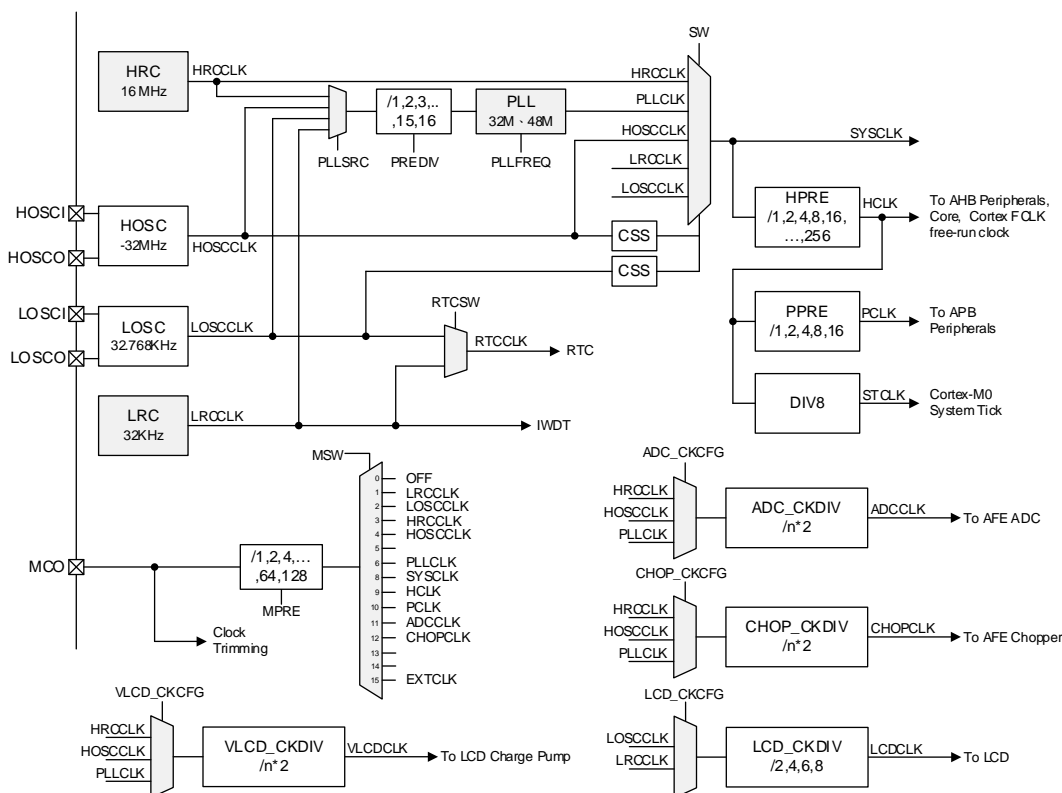 SW
HRC
16 MHz
HRCCLK
HRCCLK
/1,2,3,..
,15,16
PLL
32M、48M
PLLCLK
PLLSRC
PREDIV
PLLFREQ
HOSCCLK
LRCCLK
LOSCCLK
SYSCLK
HOSCI
HOSCO
HOSC
-32MHz
HOSCCLK
CSS
CSS
HPRE
/1,2,4,8,16,
…,256
HCLK
To AHB Peripherals,
Core, Cortex FCLK
free-run clock
LOSCI
LOSCO
LOSC
32.768KHz
LOSCCLK
RTCSW
RTCCLK
RTC
PPRE
/1,2,4,8,16
PCLK
To APB
Peripherals
LRC
32KHz
LRCCLK
IWDT
DIV8
STCLK
Cortex-M0
System Tick
MCO
Clock
Trimming
/1,2,4,…
,64,128
MPRE
MSW
0 OFF
1 LRCCLK
2 LOSCCLK
3 HRCCLK
4 HOSCCLK
5
6 PLLCLK
8 SYSCLK
9 HCLK
10 PCLK
11 ADCCLK
12 CHOPCLK
13
14
15 EXTCLK
ADC_CKCFG
HRCCLK
HOSCCLK
PLLCLK
ADC_CKDIV
/n*2
ADCCLK
To AFE ADC
CHOP_CKCFG
HRCCLK
HOSCCLK
PLLCLK
CHOP_CKDIV
/n*2
CHOPCLK
To AFE Chopper
VLCD_CKCFG
HRCCLK
HOSCCLK
PLLCLK
VLCD_CKDIV
/n*2
VLCDCLK
To LCD Charge Pump
LCD_CKCFG
LOSCCLK
LRCCLK
LCD_CKDIV
/2,4,6,8
LCDCLK
To LCD